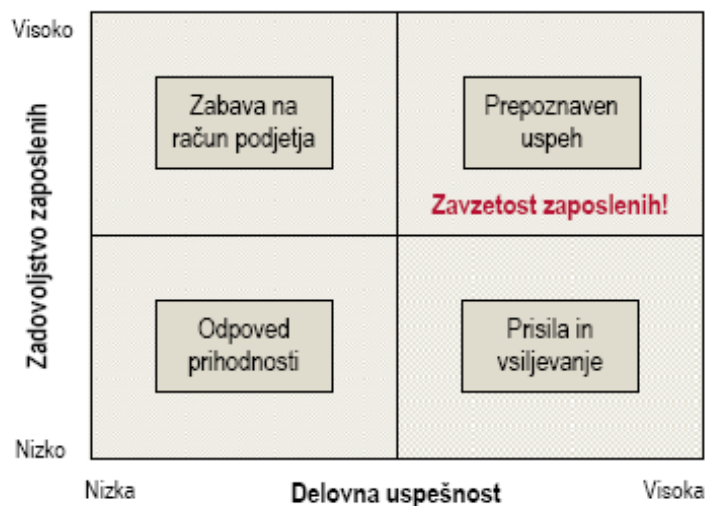 Visoko
Zadovoljstvo zaposlenih
Zabava na
račun podjetja
Prepoznaven
uspeh
Zavzetost zaposlenih!
Odpoved
prihodnosti
Prisila in
vsiljevanje
Nizko
Nizka
Delovna uspešnost
Visoka